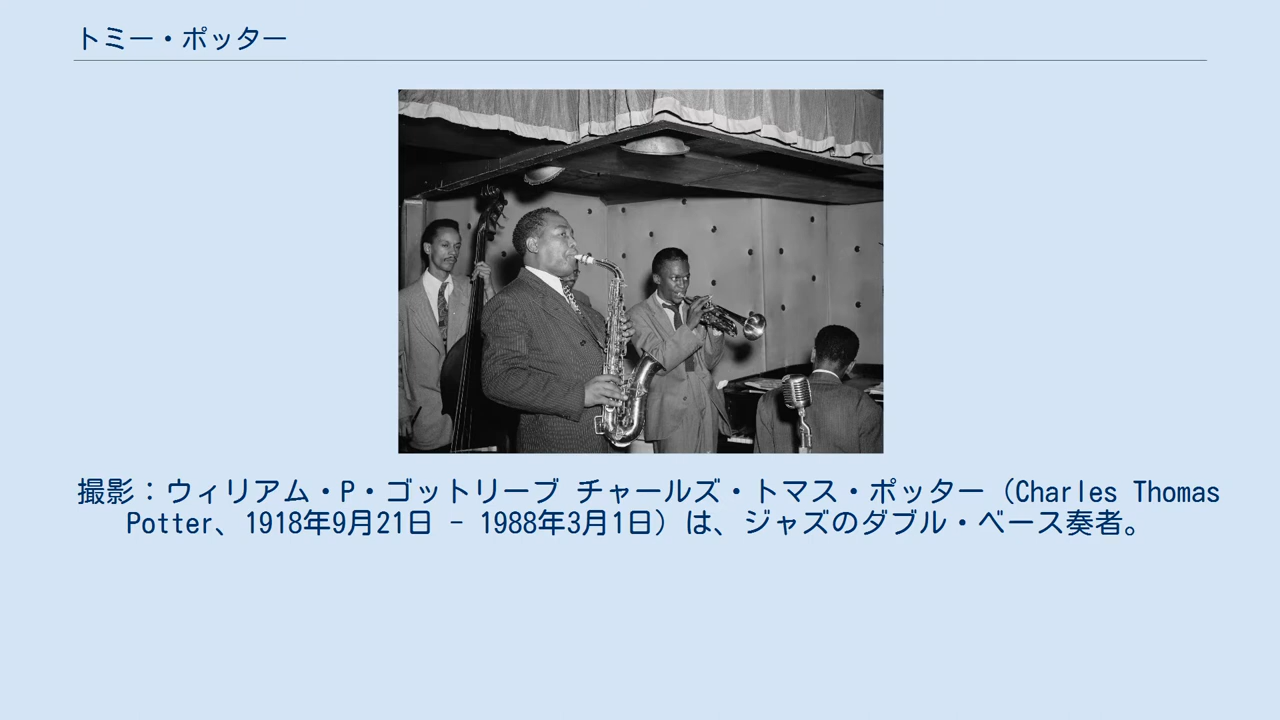 トミー・ポッター
撮影：ウィリアム・P・ゴットリーブ チャールズ・トマス・ポッター（Charles Thomas
Potter、1918年9月21日 - 1988年3月1日）は、ジャズのダブル・ベース奏者。